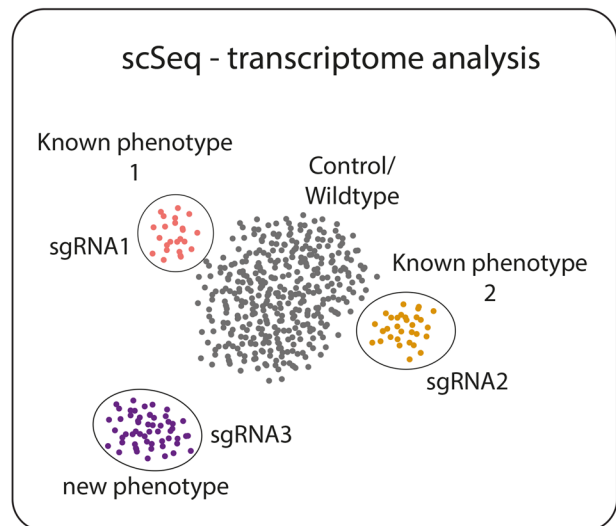 scSeq - transcriptome analysis
Known phenotype
1
Control/
Wildtype
sgRNA1
Known phenotype
2
sgRNA2
sgRNA3
new phenotype